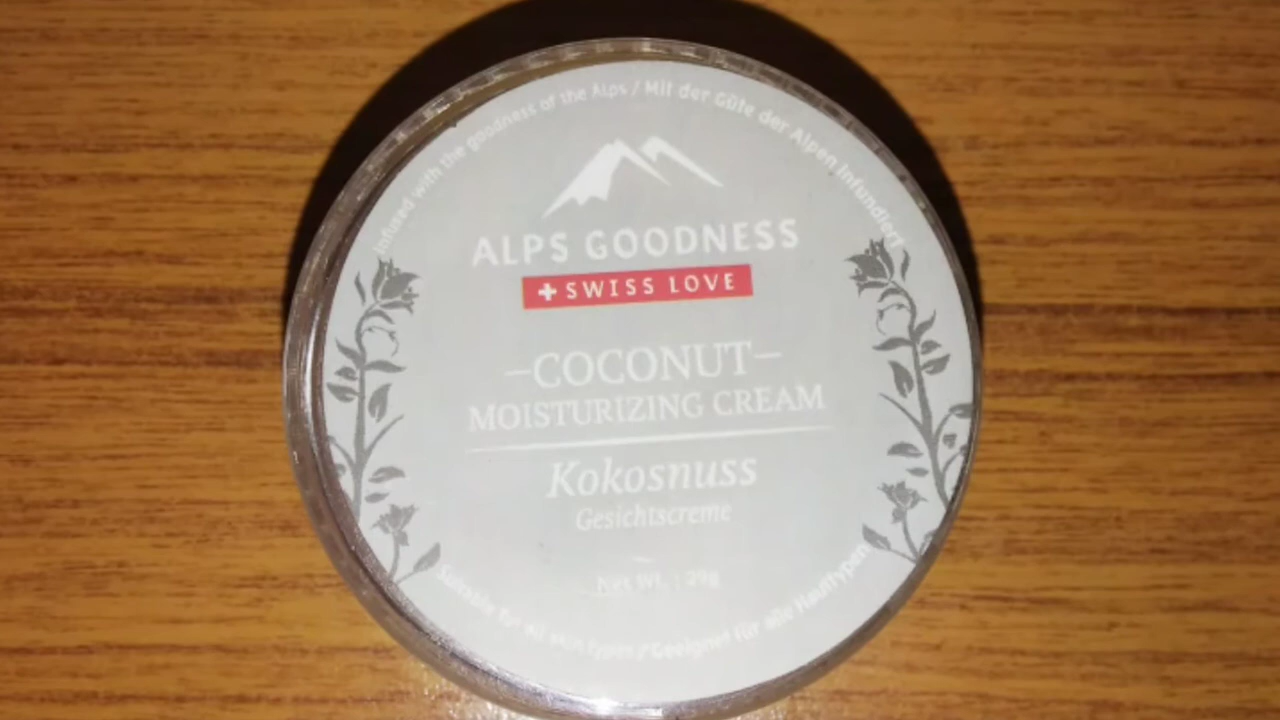 Infused with the goodness of the Alps / Mit der Güte der Alpen Infundiert
ALPS GOODNESS
+ SWISS LOVE
–COCONUT–
MOISTURIZING CREAM
Kokosnuss
Gesichtscreme
Net Wt. : 29g
Suitable for all skin types / Geeignet für alle Hauttypen